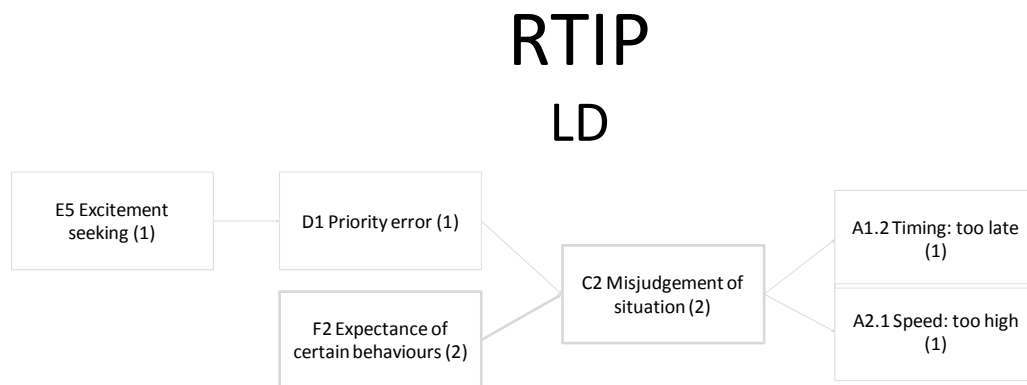 RTIP
LD
E5 Excitement
seeking (1)
D1 Priority error (1)
F2 Expectance of
certain behaviours (2)
C2 Misjudgement of
situation (2)
A1.2 Timing: too late
(1)
A2.1 Speed: too high
(1)